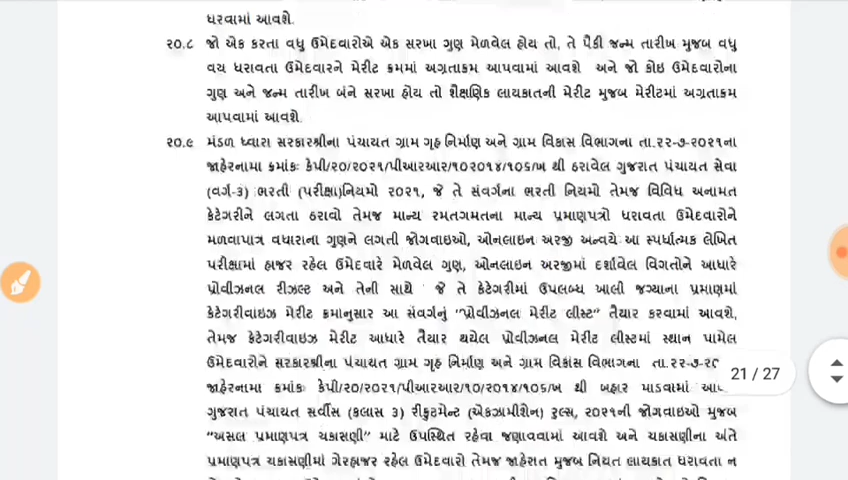 ધરવામાં આવશે.
૨૦.૮ જો એક કરતા વધુ ઉમેદવારોએ એક સરખા ગુણ મેળવેલ હોય તો, તે પૈકી જન્મ તારીખ મુજબ વધુ
વય ધરાવતા ઉમેદવારને મેરીટ ક્રમમાં અગ્રતાક્રમ આપવામાં આવશે અને જો કોઇ ઉમેદવારોના
ગુણ અને જન્મ તારીખ બંને સરખા હોય તો શૈક્ષણિક લાયકાતની મેરીટ મુજબ મેરીટમાં અગ્રતાક્રમ
આપવામાં આવશે.
૨૦.૯ મંડળ ધ્વારા સરકારશ્રીના પંચાયત ગ્રામ ગૃહ નિર્માણ અને ગ્રામ વિકાસ વિભાગના તા.૨૨-૭-૨૦૨૧ના
જાહેરનામા ક્રમાંકઃ કેપી/૨૦/૨૦૨૧/પીઆરઆર/૧૦૨૦૧૪/૧૦૬/ખ થી ઠરાવેલ ગુજરાત પંચાયત સેવા
(વર્ગ-૩) ભરતી (પરીક્ષા)નિયમો ૨૦૨૧, જે તે સંવર્ગના ભરતી નિયમો તેમજ વિવિધ અનામત
કેટેગરીને લગતા ઠરાવો તેમજ માન્ય રમતગમતના માન્ય પ્રમાણપત્રો ધરાવતા ઉમેદવારોને
મળવાપાત્ર વધારાના ગુણને લગતી જોગવાઇઓ, ઓનલાઇન અરજી અન્વયે આ સ્પર્ધાત્મક લેખિત
પરીક્ષામાં હાજર રહેલ ઉમેદવારે મેળવેલ ગુણ, ઓનલાઇન અરજીમાં દર્શાવેલ વિગતોને આધારે
પ્રોવીઝનલ રીઝલ્ટ અને તેની સાથે જે તે કેટેગરીમાં ઉપલબ્ધ ખાલી જગ્યાના પ્રમાણમાં
કેટેગરીવાઇઝ મેરીટ ક્રમાનુસાર આ સંવર્ગનું "પ્રોવીઝનલ મેરીટ લીસ્ટ" તૈયાર કરવામાં આવશે,
તેમજ કેટેગરીવાઇઝ મેરીટ આધારે તૈયાર થયેલ પ્રોવીઝનલ મેરીટ લીસ્ટમાં સ્થાન પામેલ
ઉમેદવારોને સરકારશ્રીના પંચાયત ગ્રામ ગૃહ નિર્માણ અને ગ્રામ વિકાસ વિભાગના તા.૨૨-૭-૨૦
21 / 27
જાહેરનામા ક્રમાંકઃ કેપી/૨૦/૨૦૨૧/પીઆરઆર/૧૦/૨૦૧૪/૧૦૬/ખ થી બહાર પાડવામાં
ગુજરાત પંચાયત સર્વીસ (કલાસ ૩) રીક્રુટમેન્ટ (એકઝામીશેન) રુલ્સ, ૨૦૨૧ની જોગવાઇઓ મુજબ
"અસલ પ્રમાણપત્ર ચકાસણી" માટે ઉપસ્થિત રહેવા જણાવવામાં આવશે અને ચકાસણીના અંતે
પ્રમાણપત્ર ચકાસણીમાં ગેરહાજર રહેલ ઉમેદવારો તેમજ જાહેરાત મુજબ નિયત લાયકાત ધરાવતા ન